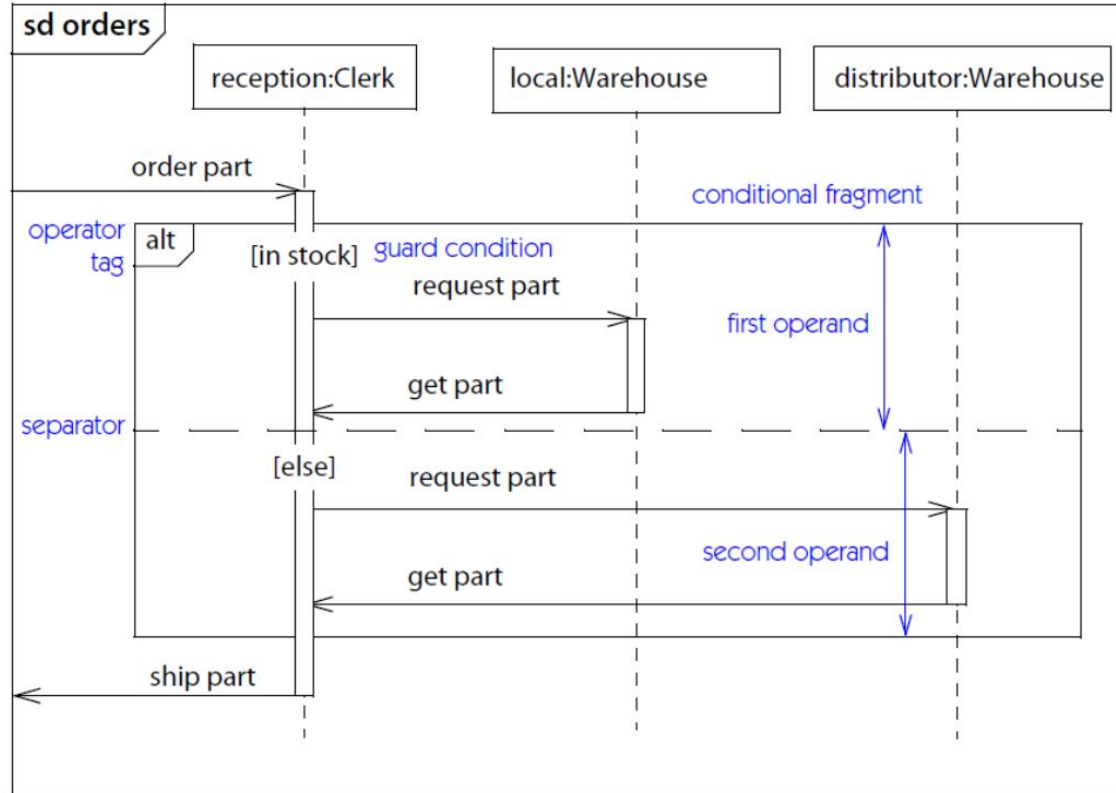 sd orders
reception:Clerk
local:Warehouse
distributor:Warehouse
order part
conditional fragment
operator
tag
alt
[in stock]
guard condition
request part
first operand
get part
separator
[else]
request part
second operand
get part
ship part